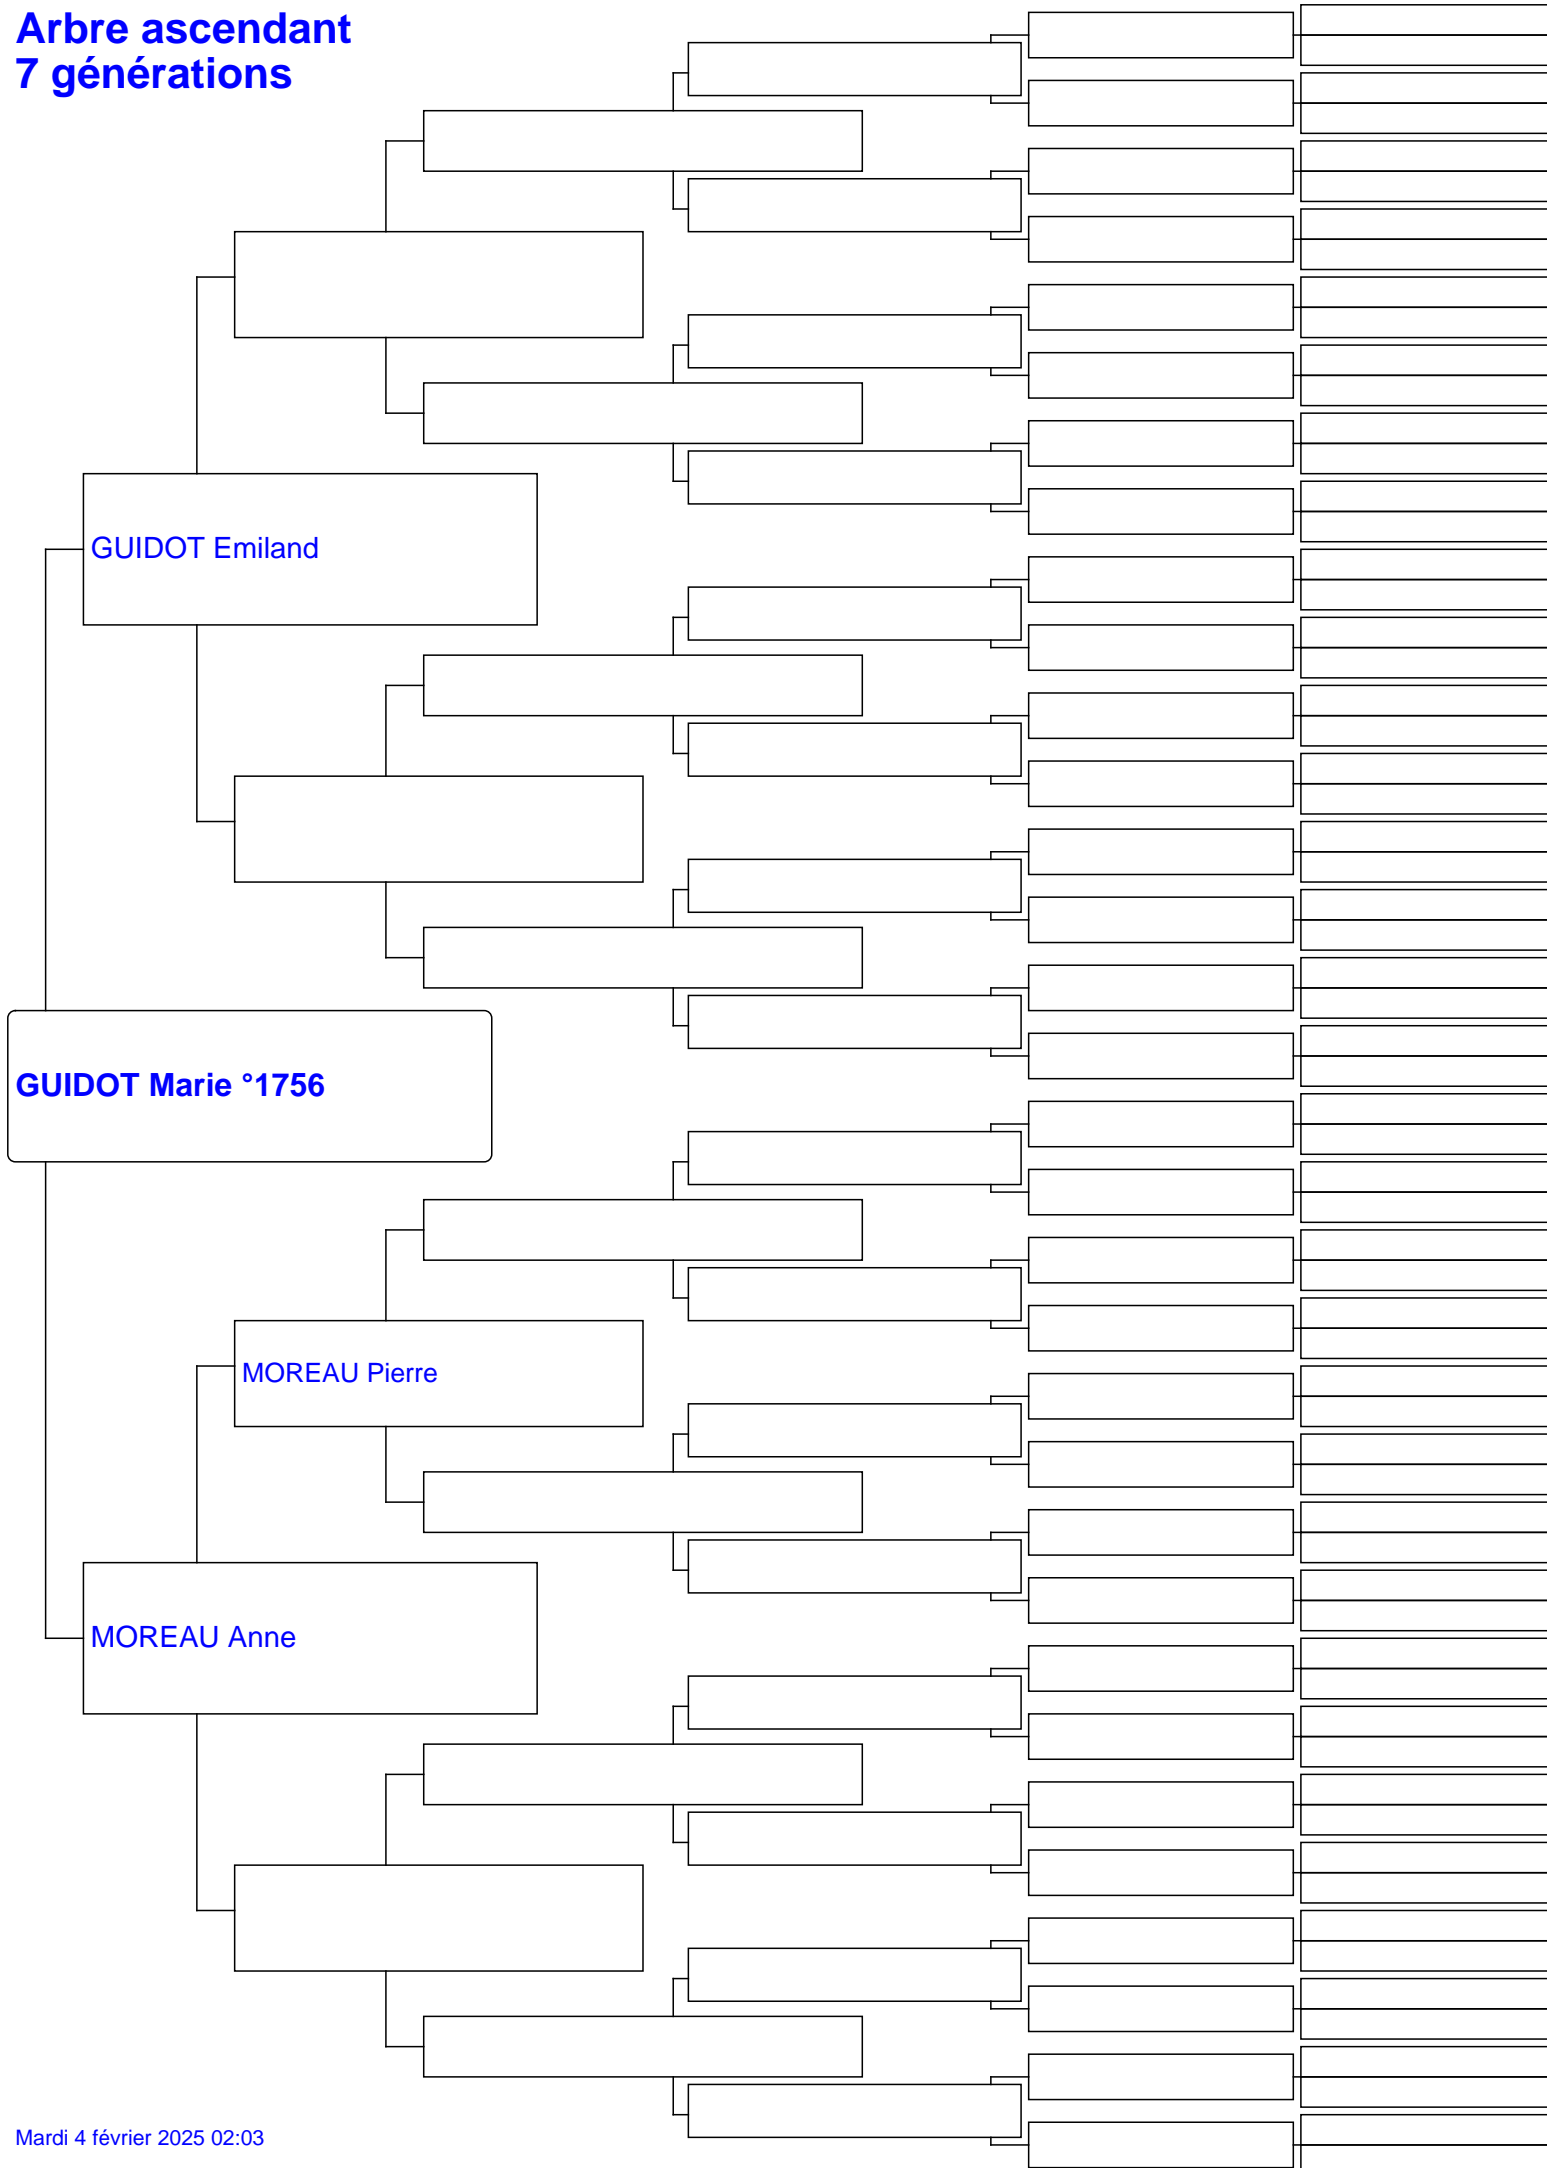 Arbre ascendant
7 générations
GUIDOT Emiland
GUIDOT Marie °1756
MOREAU Pierre
MOREAU Anne
Mardi 4 février 2025 02:03